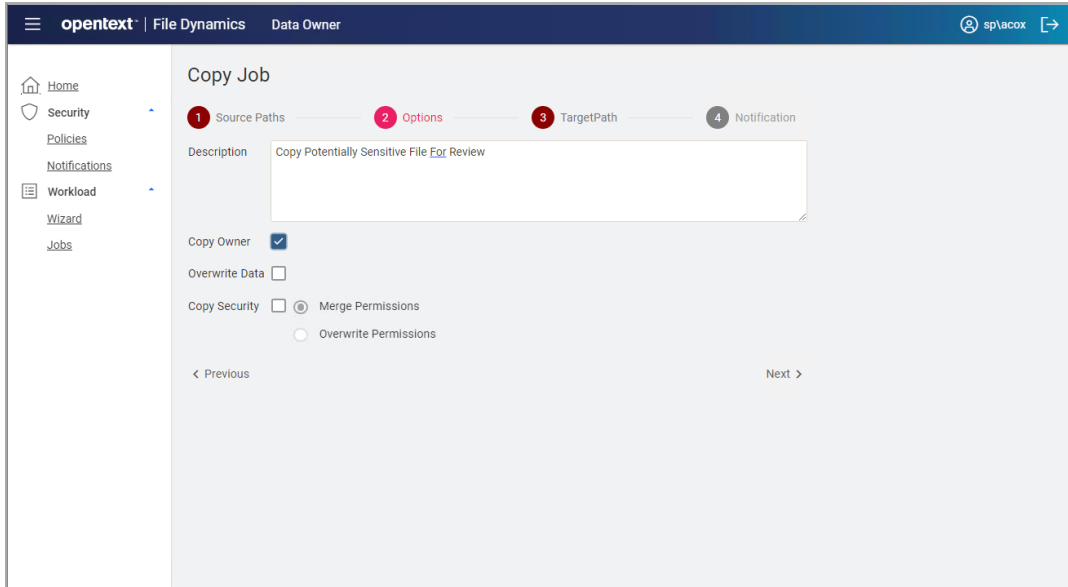 opentext™ | File Dynamics Data Owner sp\acox
Home
Security
Policies
Notifications
Workload
Wizard
Jobs
Copy Job
1 Source Paths 2 Options 3 TargetPath 4 Notification
Description Copy Potentially Sensitive File For Review
Copy Owner
Overwrite Data
Copy Security Merge Permissions
Overwrite Permissions
< Previous Next >